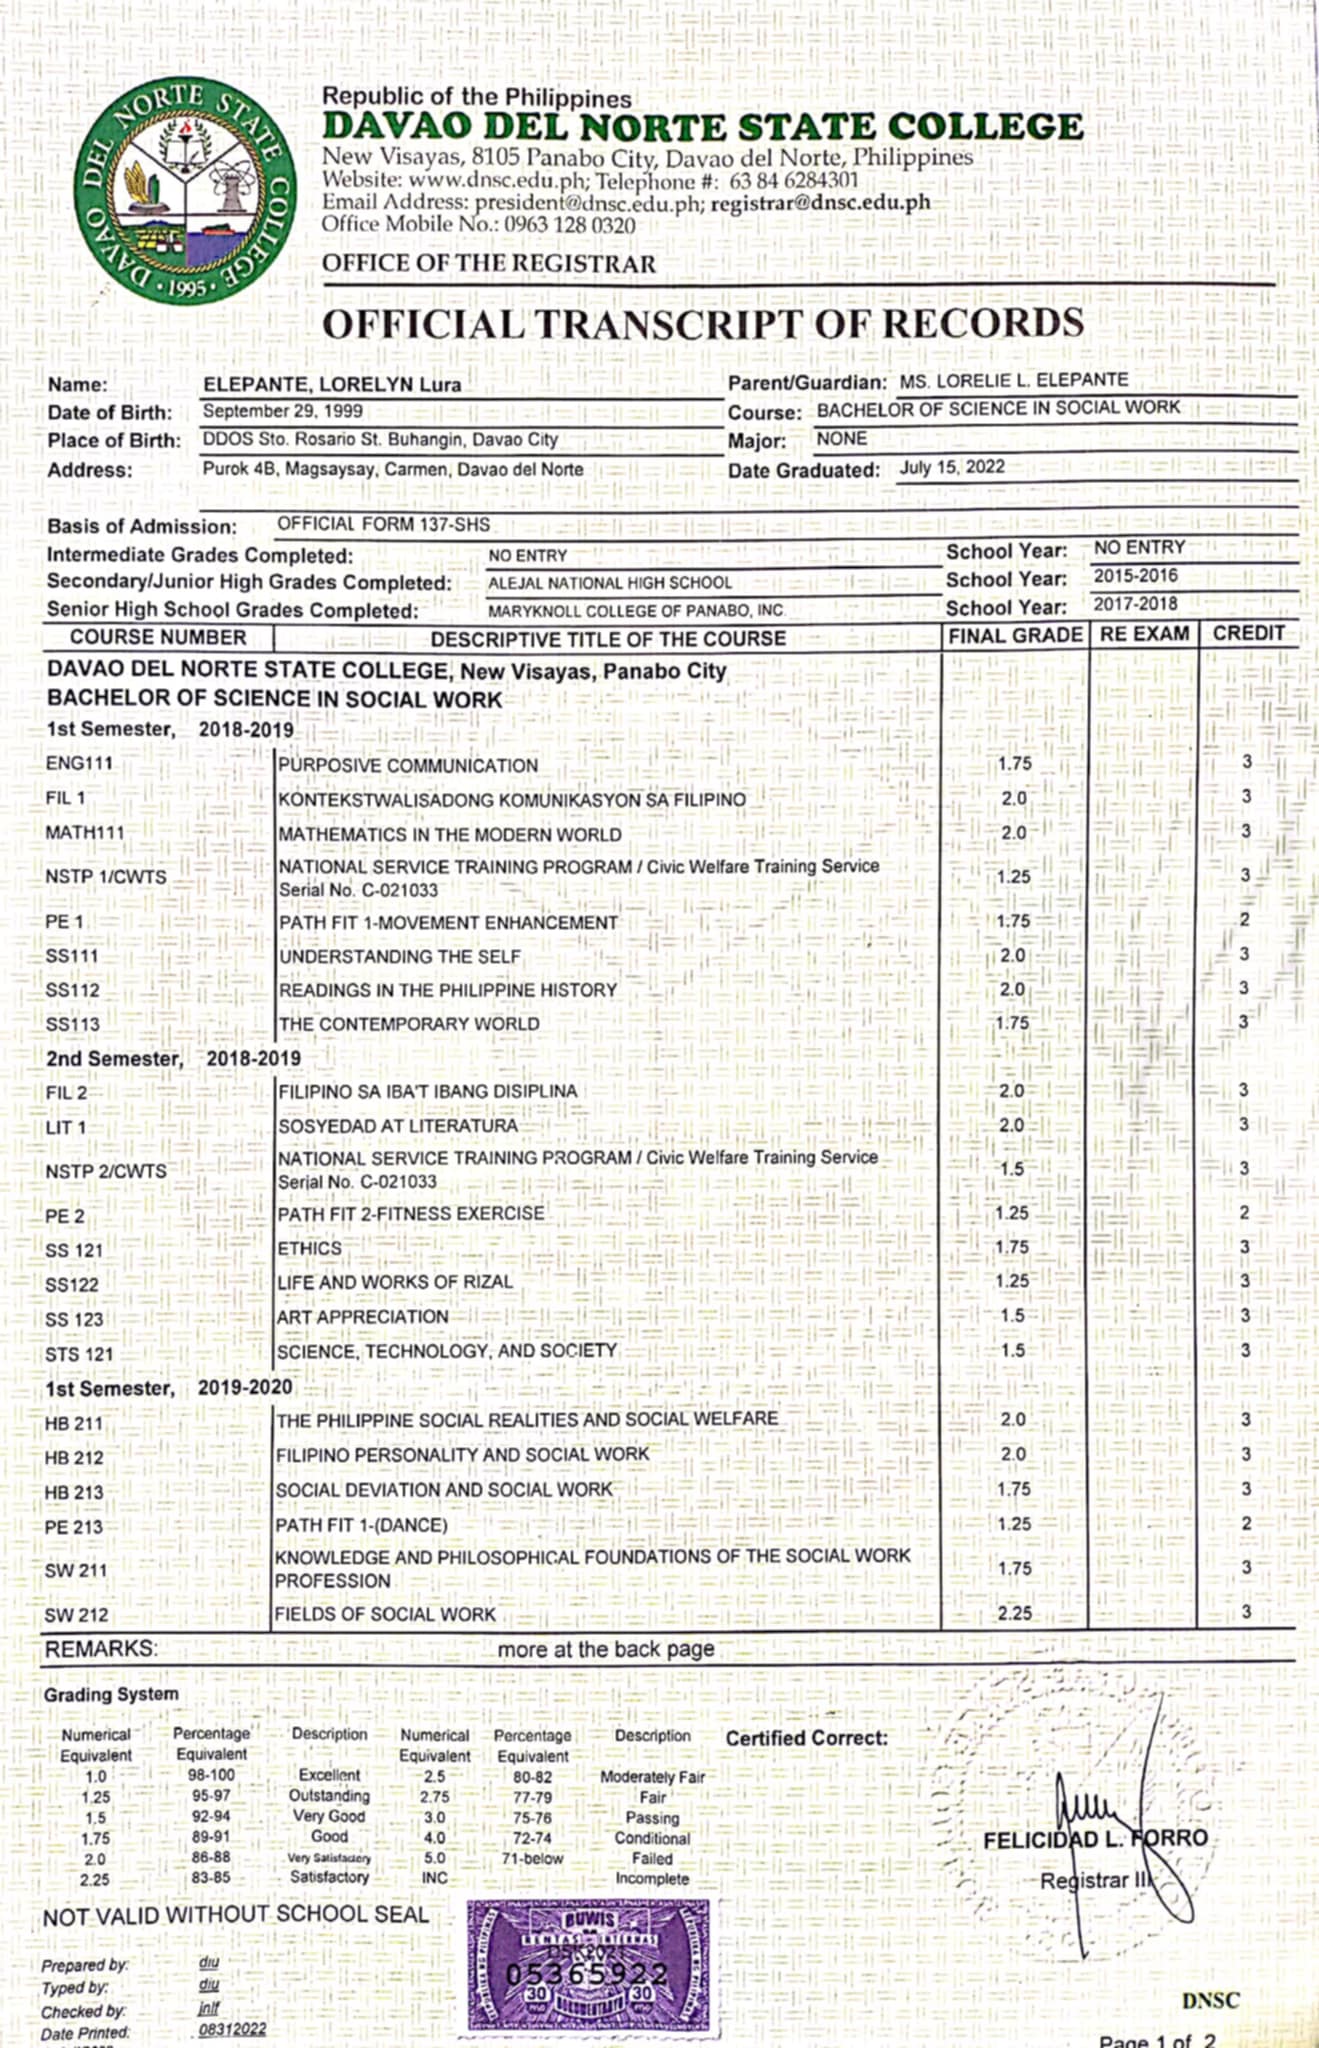 DAVAO DEL NORTE STATE COLLEGE
· 1995 ·
Republic of the Philippines
DAVAO DEL NORTE STATE COLLEGE
New Visayas, 8105 Panabo City, Davao del Norte, Philippines
Website: www.dnsc.edu.ph; Telephone #: 63 84 6284301
Email Address: president@dnsc.edu.ph; registrar@dnsc.edu.ph
Office Mobile No.: 0963 128 0320
OFFICE OF THE REGISTRAR
OFFICIAL TRANSCRIPT OF RECORDS
Name: ELEPANTE, LORELYN Lura Parent/Guardian: MS. LORELIE L. ELEPANTE
Date of Birth: September 29, 1999 Course: BACHELOR OF SCIENCE IN SOCIAL WORK
Place of Birth: DDOS Sto. Rosario St. Buhangin, Davao City Major: NONE
Address: Purok 4B, Magsaysay, Carmen, Davao del Norte Date Graduated: July 15, 2022
Basis of Admission: OFFICIAL FORM 137-SHS
Intermediate Grades Completed: NO ENTRY School Year: NO ENTRY
Secondary/Junior High Grades Completed: ALEJAL NATIONAL HIGH SCHOOL School Year: 2015-2016
Senior High School Grades Completed: MARYKNOLL COLLEGE OF PANABO, INC. School Year: 2017-2018
COURSE NUMBER DESCRIPTIVE TITLE OF THE COURSE FINAL GRADE RE EXAM CREDIT
DAVAO DEL NORTE STATE COLLEGE, New Visayas, Panabo City
BACHELOR OF SCIENCE IN SOCIAL WORK
1st Semester, 2018-2019
ENG111 PURPOSIVE COMMUNICATION 1.75 3
FIL 1 KONTEKSTWALISADONG KOMUNIKASYON SA FILIPINO 2.0 3
MATH111 MATHEMATICS IN THE MODERN WORLD 2.0 3
NSTP 1/CWTS NATIONAL SERVICE TRAINING PROGRAM / Civic Welfare Training Service 1.25 3
Serial No. C-021033
PE 1 PATH FIT 1-MOVEMENT ENHANCEMENT 1.75 2
SS111 UNDERSTANDING THE SELF 2.0 3
SS112 READINGS IN THE PHILIPPINE HISTORY 2.0 3
SS113 THE CONTEMPORARY WORLD 1.75 3
2nd Semester, 2018-2019
FIL 2 FILIPINO SA IBA'T IBANG DISIPLINA 2.0 3
LIT 1 SOSYEDAD AT LITERATURA 2.0 3
NSTP 2/CWTS NATIONAL SERVICE TRAINING PROGRAM / Civic Welfare Training Service 1.5 3
Serial No. C-021033
PE 2 PATH FIT 2-FITNESS EXERCISE 1.25 2
SS 121 ETHICS 1.75 3
SS122 LIFE AND WORKS OF RIZAL 1.25 3
SS 123 ART APPRECIATION 1.5 3
STS 121 SCIENCE, TECHNOLOGY, AND SOCIETY 1.5 3
1st Semester, 2019-2020
HB 211 THE PHILIPPINE SOCIAL REALITIES AND SOCIAL WELFARE 2.0 3
HB 212 FILIPINO PERSONALITY AND SOCIAL WORK 2.0 3
HB 213 SOCIAL DEVIATION AND SOCIAL WORK 1.75 3
PE 213 PATH FIT 1-(DANCE) 1.25 2
SW 211 KNOWLEDGE AND PHILOSOPHICAL FOUNDATIONS OF THE SOCIAL WORK 1.75 3
PROFESSION
SW 212 FIELDS OF SOCIAL WORK 2.25 3
REMARKS: more at the back page
Grading System
Numerical Percentage Description Numerical Percentage Description Certified Correct:
Equivalent Equivalent Equivalent Equivalent
1.0 98-100 Excellent 2.5 80-82 Moderately Fair
1.25 95-97 Outstanding 2.75 77-79 Fair
1.5 92-94 Very Good 3.0 75-76 Passing
1.75 89-91 Good 4.0 72-74 Conditional
2.0 86-88 Very Satisfactory 5.0 71-below Failed
2.25 83-85 Satisfactory INC Incomplete
FELICIDAD L. FORRO
Registrar III
NOT VALID WITHOUT SCHOOL SEAL
BUWIS
RENTAS INTERNAS
DSK2021
05365922
30 30
DOKUMENTARYO
REPUBLIKA NG PILIPINAS
REPUBLIKA NG PILIPINAS
Prepared by: diu
Typed by: diu
Checked by: jnlf
Date Printed: 08312022
DNSC
Page 1 of 2